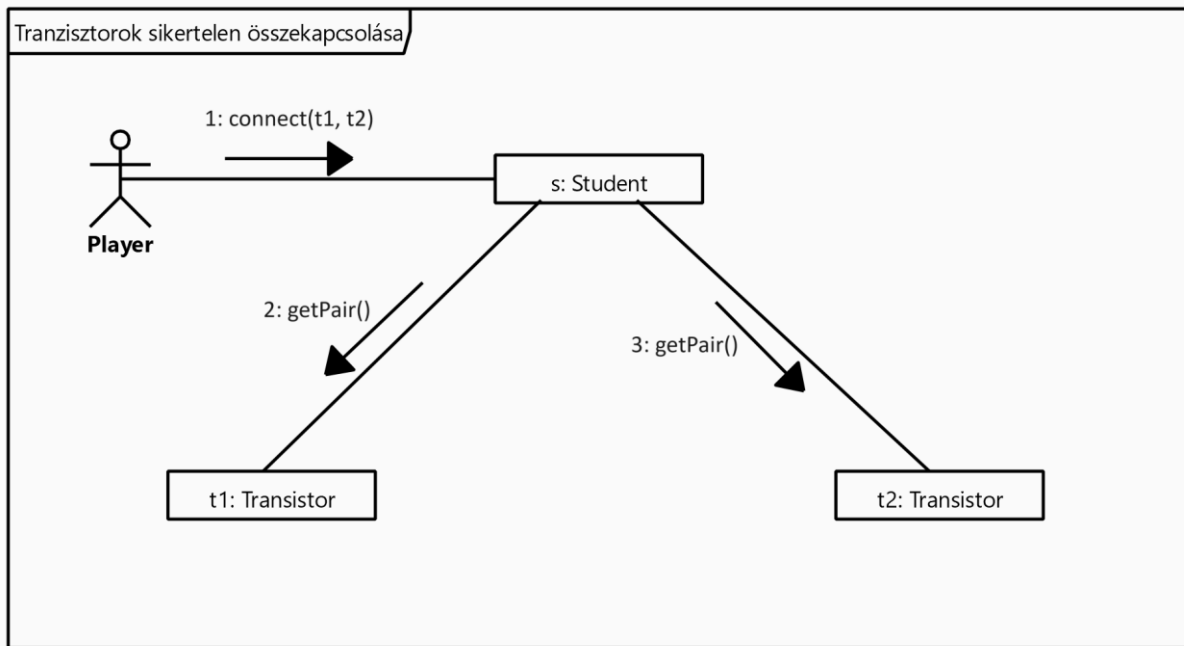 Tranzisztorok sikertelen összekapcsolása
1: connect(t1, t2)
s: Student
Player
2: getPair()
3: getPair()
t1: Transistor
t2: Transistor